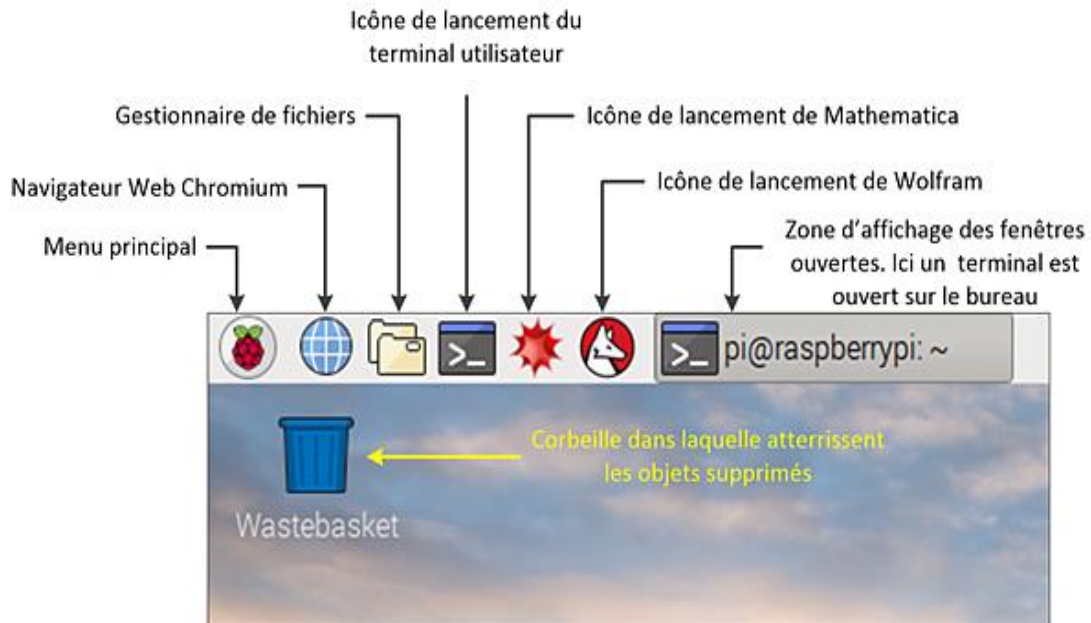 Icône de lancement du
terminal utilisateur
Gestionnaire de fichiers
Icône de lancement de Mathematica
Navigateur Web Chromium
Icône de lancement de Wolfram
Menu principal
Zone d'affichage des fenêtres
ouvertes. Ici un terminal est
ouvert sur le bureau
>_
>_ pi@raspberrypi: ~
Corbeille dans laquelle atterrissent
les objets supprimés
Wastebasket